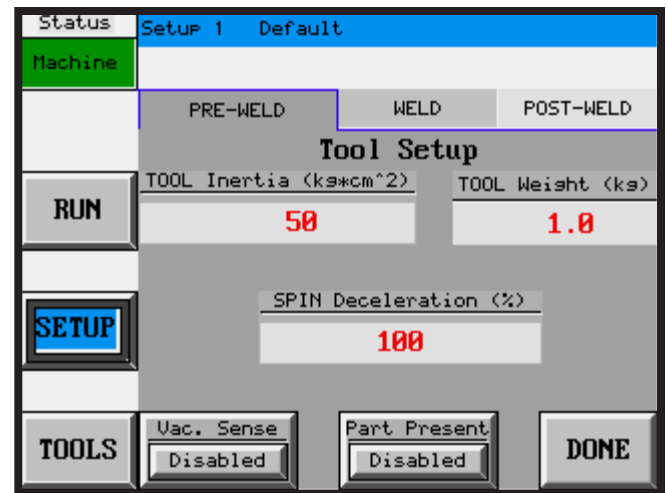 Status
Setup 1 Default
Machine
PRE-WELD WELD POST-WELD
Tool Setup
TOOL Inertia (kg*cm^2) TOOL Weight (kg)
RUN
50 1.0
SPIN Deceleration (%)
SETUP
100
Vac. Sense Part Present
TOOLS Disabled Disabled DONE